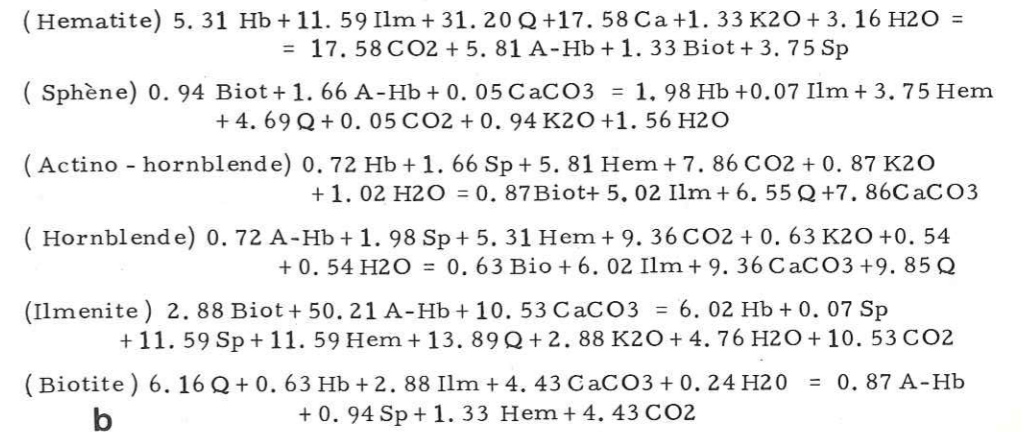 ( Hematite) 5. 31 Hb + 11. 59 Ilm + 31. 20 Q +17. 58 Ca +1. 33 K2O + 3. 16 H2O =
= 17. 58 CO2 + 5. 81 A-Hb + 1. 33 Biot + 3. 75 Sp
( Sphène) 0. 94 Biot + 1. 66 A-Hb + 0. 05 CaCO3 = 1, 98 Hb +0.07 Ilm + 3. 75 Hem
+ 4. 69 Q + 0. 05 CO2 + 0. 94 K2O +1. 56 H2O
( Actino - hornblende) 0. 72 Hb + 1. 66 Sp + 5. 81 Hem + 7. 86 CO2 + 0. 87 K2O
+ 1. 02 H2O = 0. 87 Biot+ 5, 02 Ilm + 6. 55 Q +7. 86CaCO3
( Hornblende) 0. 72 A-Hb + 1. 98 Sp + 5. 31 Hem + 9. 36 CO2 + 0. 63 K2O +0. 54
+ 0. 54 H2O = 0. 63 Bio + 6. 02 Ilm + 9. 36 CaCO3 +9. 85 Q
(Ilmenite ) 2. 88 Biot + 50. 21 A-Hb + 10. 53 CaCO3 = 6. 02 Hb + 0. 07 Sp
+ 11. 59 Sp + 11. 59 Hem + 13. 89 Q + 2. 88 K2O + 4. 76 H2O + 10. 53 CO2
( Biotite ) 6. 16 Q + 0. 63 Hb + 2. 88 Ilm + 4. 43 CaCO3 + 0. 24 H20 = 0. 87 A-Hb
+ 0. 94 Sp + 1. 33 Hem + 4. 43 CO2
b